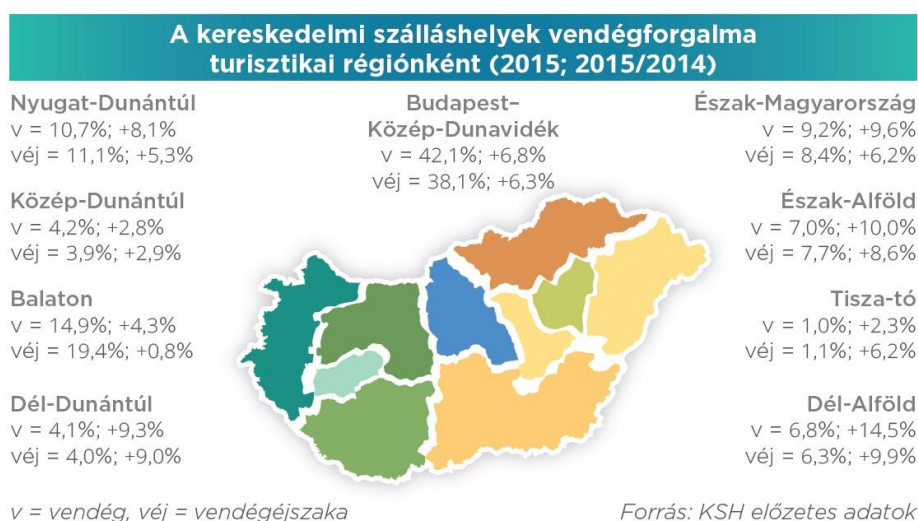 A kereskedelmi szálláshelyek vendégforgalma
turisztikai régiónként (2015; 2015/2014)
Nyugat-Dunántúl
v = 10,7%; +8,1%
véj = 11,1%; +5,3%
Közép-Dunántúl
v = 4,2%; +2,8%
véj = 3,9%; +2,9%
Balaton
v = 14,9%; +4,3%
véj = 19,4%; +0,8%
Dél-Dunántúl
v = 4,1%; +9,3%
véj = 4,0%; +9,0%
Budapest–
Közép-Dunavidék
v = 42,1%; +6,8%
véj = 38,1%; +6,3%
Észak-Magyarország
v = 9,2%; +9,6%
véj = 8,4%; +6,2%
Észak-Alföld
v = 7,0%; +10,0%
véj = 7,7%; +8,6%
Tisza-tó
v = 1,0%; +2,3%
véj = 1,1%; +6,2%
Dél-Alföld
v = 6,8%; +14,5%
véj = 6,3%; +9,9%
v = vendég, véj = vendégéjszaka
Forrás: KSH előzetes adatok